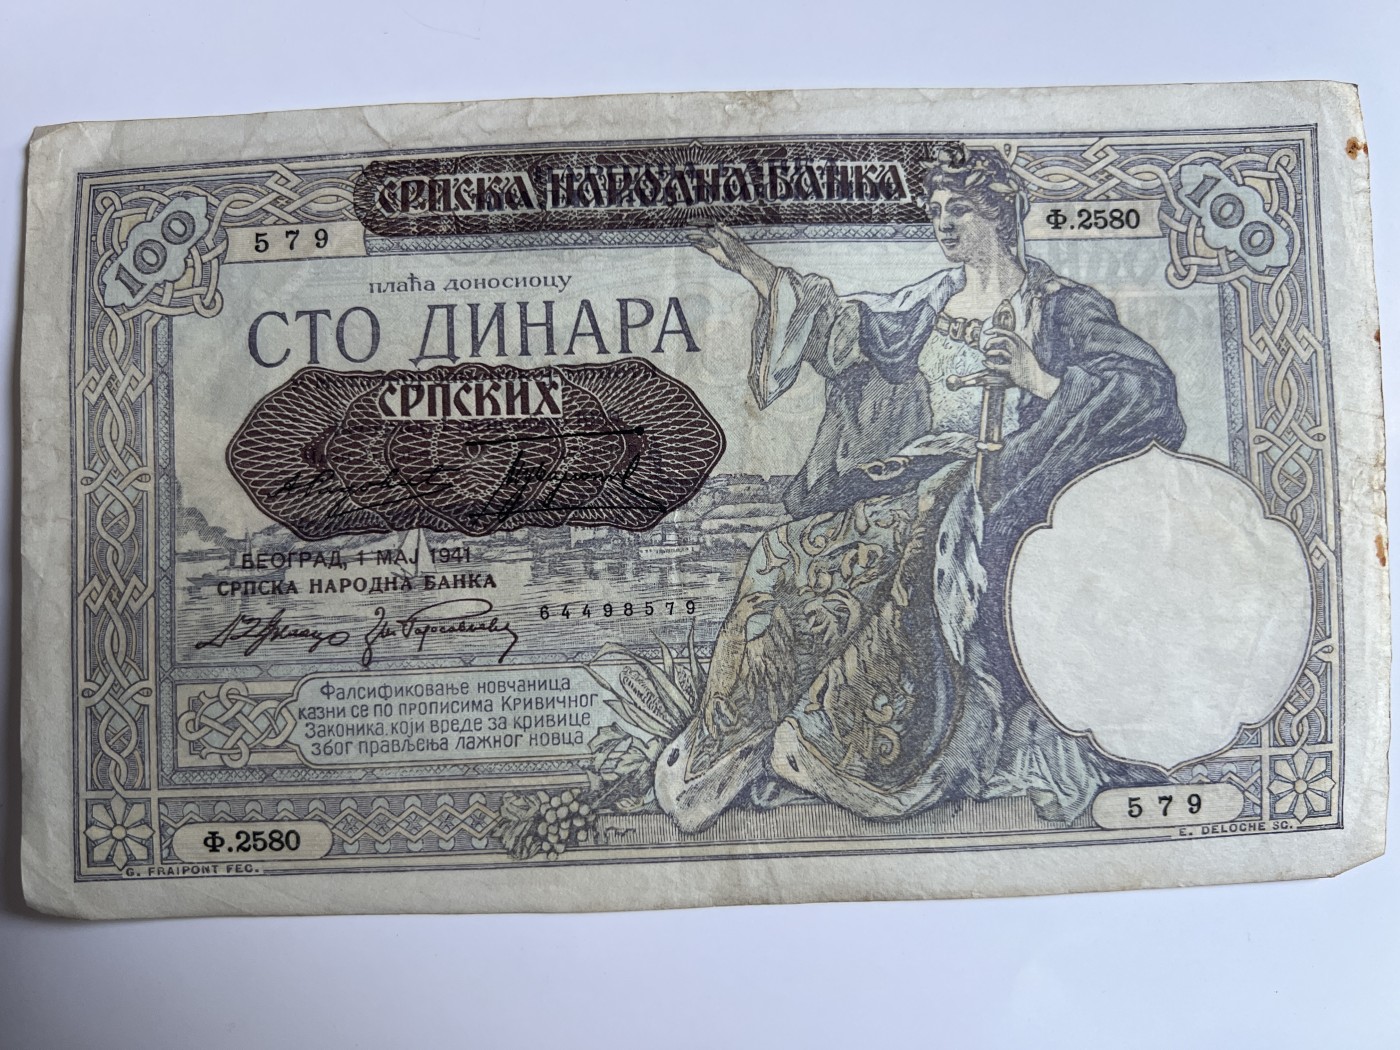 СРПСКА НАРОДНА БАНКА
100
579
Ф.2580
100
плаћа доносиоцу
СТО ДИНАРА
СРПСКИХ
БЕОГРАД, 1 МАЈ 1941
СРПСКА НАРОДНА БАНКА
64498579
Фалсификовање новчаница
казни се по прописима Кривичног
Законика, који вреде за кривице
због прављења лажног новца
Ф.2580
579
G. FRAIPONT FEC.
E. DELOCHE SC.